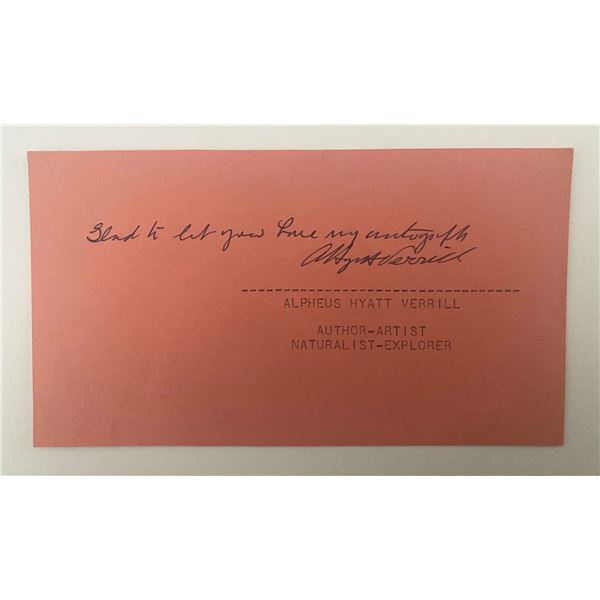 Glad to let you have my autograph
A Hyatt Verrill
ALPHEUS HYATT VERRILL
AUTHOR-ARTIST
NATURALIST-EXPLORER